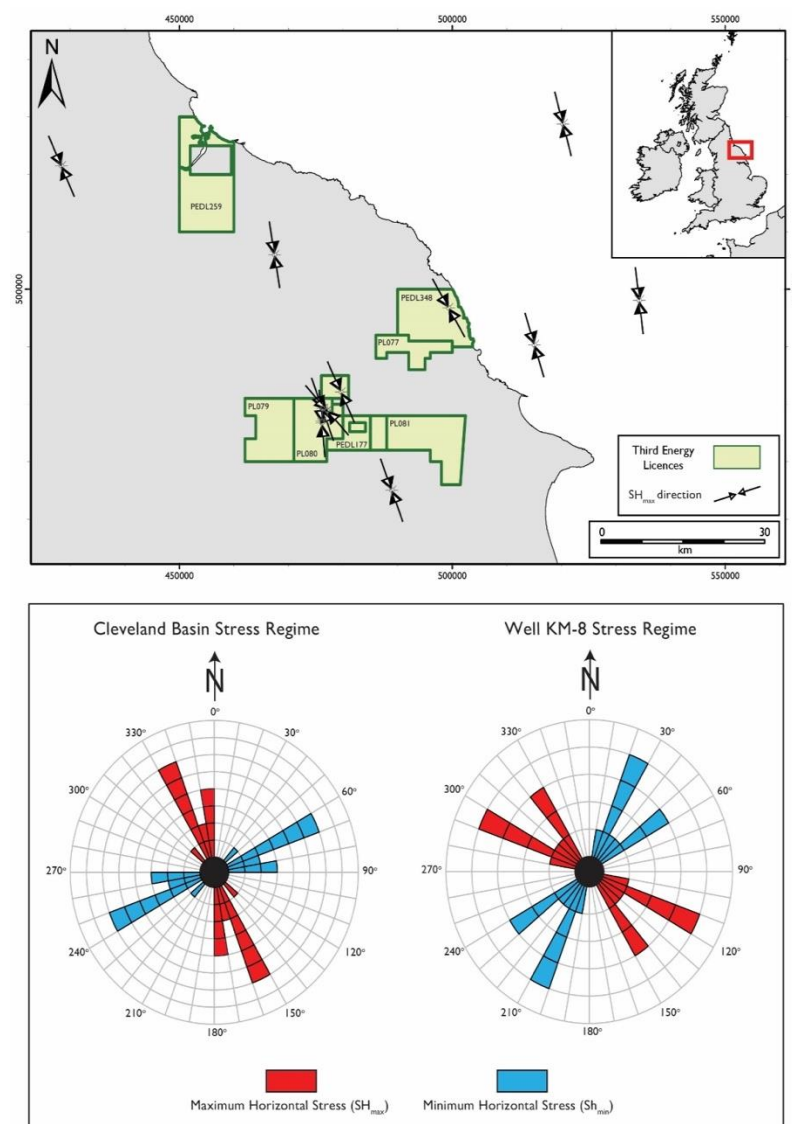 450000 500000 550000
N
PEDL259
500000
500000
PEDL348
PL077
PL079
PL081
PEDL177
PL080
Third Energy
Licences
SHmax direction
0 30
km
450000 500000 550000
Cleveland Basin Stress Regime
Well KM-8 Stress Regime
N
N
0°
0°
330° 30°
330° 30°
300° 60°
300° 60°
270° 90°
270° 90°
240° 120°
240° 120°
210° 150°
210° 150°
180°
180°
Maximum Horizontal Stress (SHmax)
Minimum Horizontal Stress (Shmin)